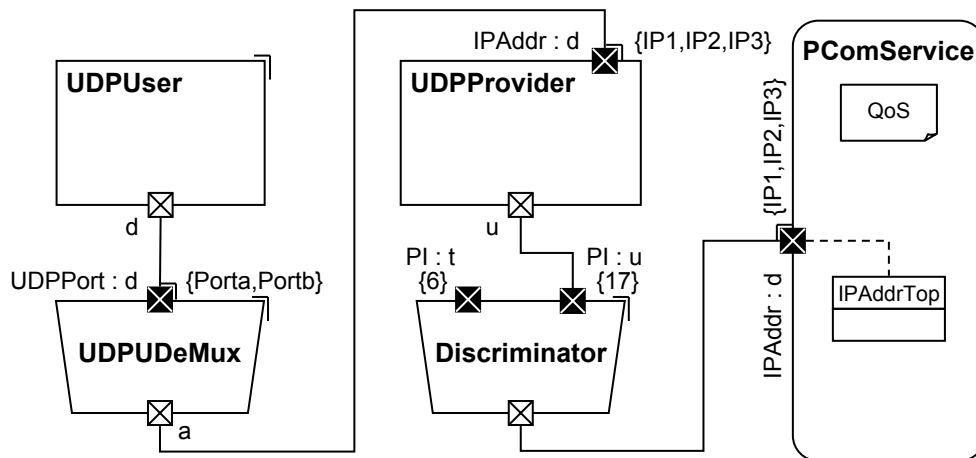 IPAddr : d
{IP1,IP2,IP3}
UDPUser
UDPProvider
PComService
QoS
{IP1,IP2,IP3}
d
u
UDPPort : d
{Porta,Portb}
PI : t
{6}
PI : u
{17}
IPAddr : d
IPAddrTop
UDPUDeMux
Discriminator
a